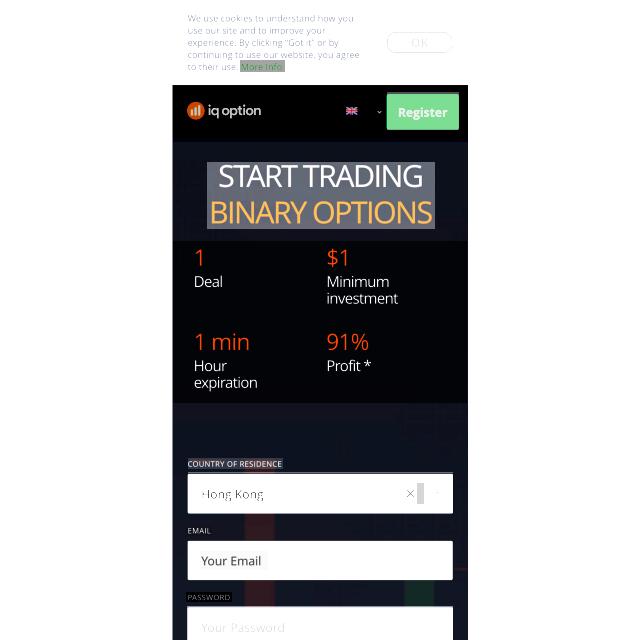 We use cookies to understand how you
use our site and to improve your
experience. By clicking "Got it" or by
continuing to use our website, you agree
to their use. More Info.
OK
iq option
Register
START TRADING
BINARY OPTIONS
1
Deal
$1
Minimum
investment
1 min
Hour
expiration
91%
Profit *
COUNTRY OF RESIDENCE
Hong Kong
EMAIL
Your Email
PASSWORD
Your Password